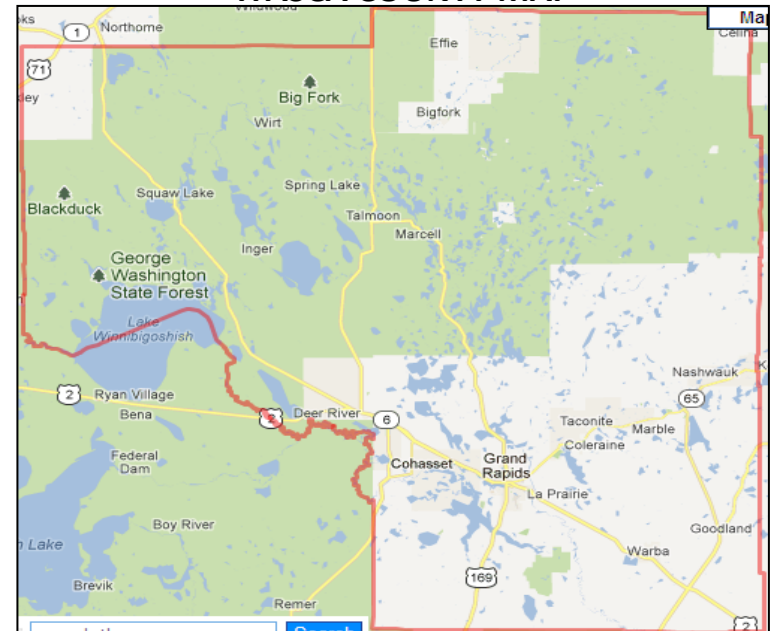 Northome
1
Map
Effie
71
Big Fork
Bigfork
Wirt
Squaw Lake
Spring Lake
Blackduck
Talmoon
Marcell
Inger
George
Washington
State Forest
Lake
Winnibigoshish
Nashwauk
2
Ryan Village
65
Bena
Deer River
6
Taconite
Marble
2
Coleraine
Federal
Dam
Cohasset
Grand
Rapids
La Prairie
Boy River
Goodland
Lake
Warba
Brevik
169
Remer
2
Search